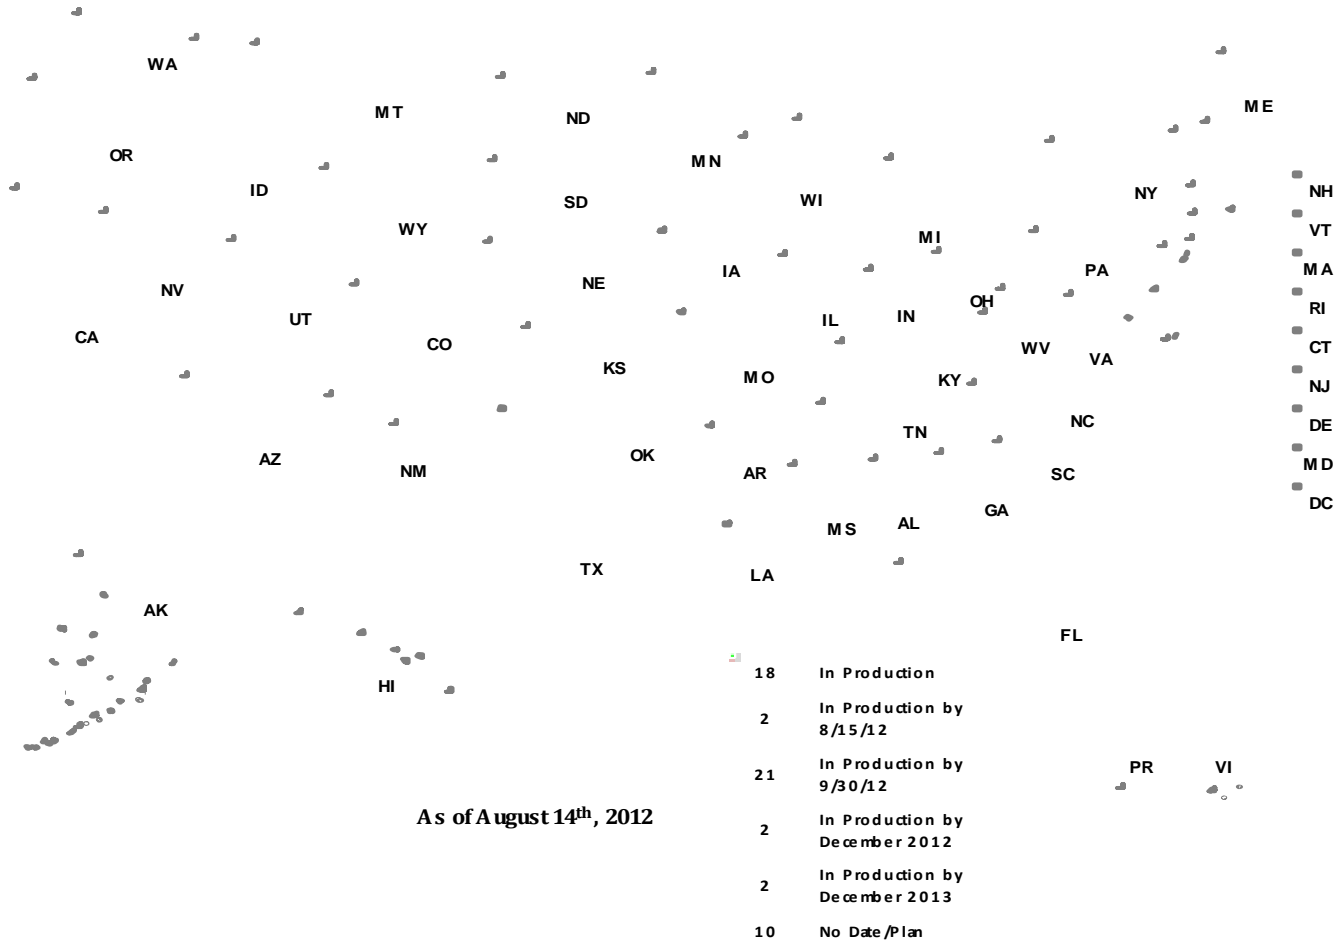 WA
MT
ND
ME
OR
MN
ID
SD
WI
NY
NH
WY
MI
VT
IA
PA
MA
NV
NE
OH
RI
UT
IL
IN
CA
CO
WV
VA
CT
KS
MO
KY
NJ
NC
DE
TN
AZ
NM
OK
AR
SC
MD
DC
GA
MS
AL
TX
LA
AK
FL
HI
18 In Production
2 In Production by
8/15/12
21 In Production by
9/30/12
PR VI
As of August 14th, 2012
2 In Production by
December 2012
2 In Production by
December 2013
10 No Date/Plan